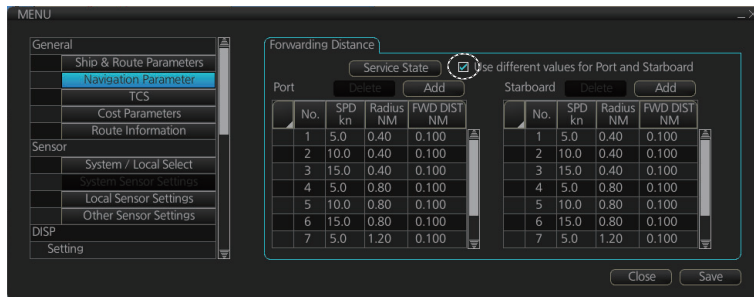 MENU
General
Ship & Route Parameters
Navigation Parameter
TCS
Cost Parameters
Route Information
Sensor
System / Local Select
System Sensor Settings
Local Sensor Settings
Other Sensor Settings
DISP
Setting
Forwarding Distance
Service State Use different values for Port and Starboard
Port Delete Add
No. SPD kn Radius NM FWD DIST NM
1 5.0 0.40 0.100
2 10.0 0.40 0.100
3 15.0 0.40 0.100
4 5.0 0.80 0.100
5 10.0 0.80 0.100
6 15.0 0.80 0.100
7 5.0 1.20 0.100
Starboard Delete Add
No. SPD kn Radius NM FWD DIST NM
1 5.0 0.40 0.100
2 10.0 0.40 0.100
3 15.0 0.40 0.100
4 5.0 0.80 0.100
5 10.0 0.80 0.100
6 15.0 0.80 0.100
7 5.0 1.20 0.100
Close Save